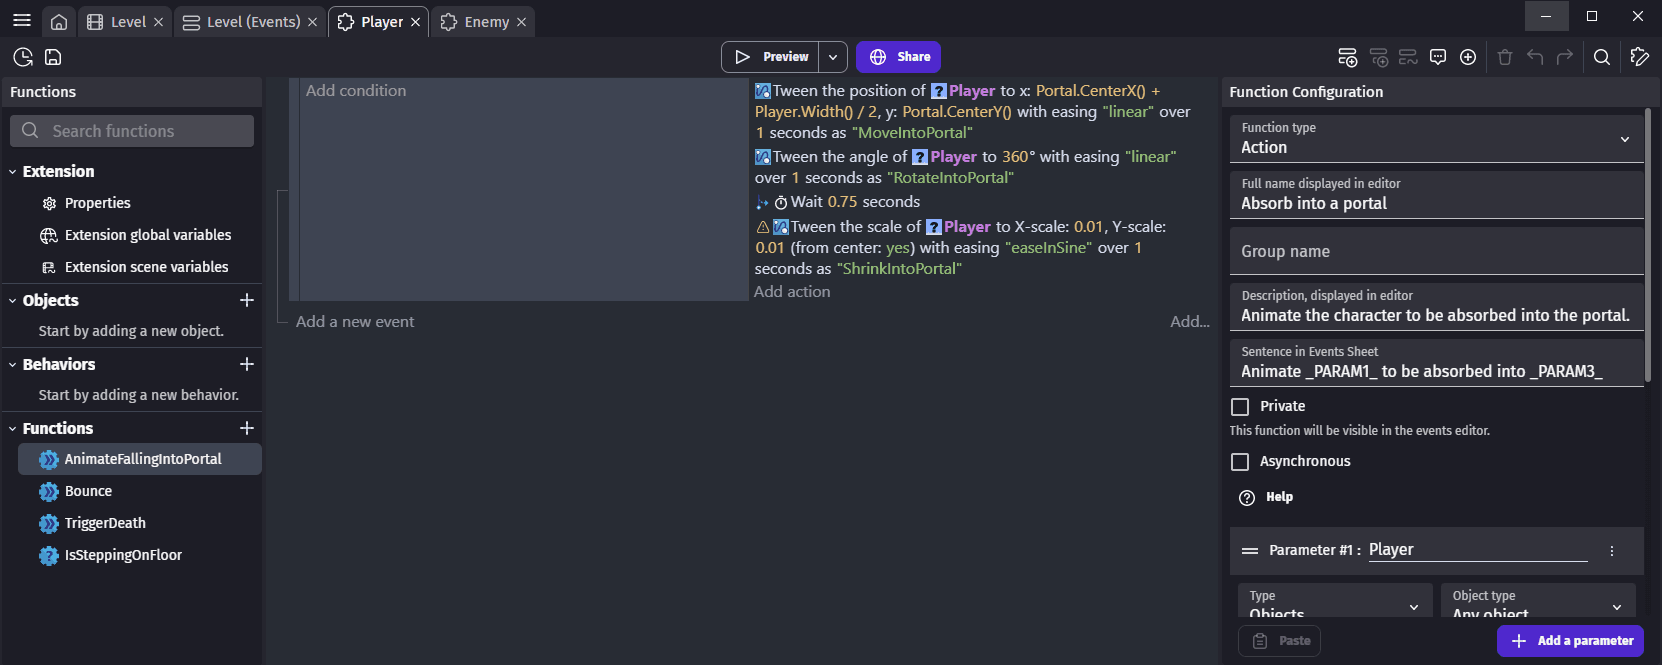 Level
Level (Events)
Player
Enemy
Preview
Share
Functions
Search functions
Extension
Properties
Extension global variables
Extension scene variables
Objects
Start by adding a new object.
Behaviors
Start by adding a new behavior.
Functions
AnimateFallingIntoPortal
Bounce
TriggerDeath
IsSteppingOnFloor
Add condition
Tween the position of Player to x: Portal.CenterX() +
Player.Width() / 2, y: Portal.CenterY() with easing "linear" over
1 seconds as "MoveIntoPortal"
Tween the angle of Player to 360° with easing "linear"
over 1 seconds as "RotateIntoPortal"
Wait 0.75 seconds
Tween the scale of Player to X-scale: 0.01, Y-scale:
0.01 (from center: yes) with easing "easeInSine" over 1
seconds as "ShrinkIntoPortal"
Add action
Add a new event
Add...
Function Configuration
Function type
Action
Full name displayed in editor
Absorb into a portal
Group name
Description, displayed in editor
Animate the character to be absorbed into the portal.
Sentence in Events Sheet
Animate _PARAM1_ to be absorbed into _PARAM3_
Private
This function will be visible in the events editor.
Asynchronous
Help
Parameter #1 : Player
Type
Objects
Object type
Any object
Paste
Add a parameter